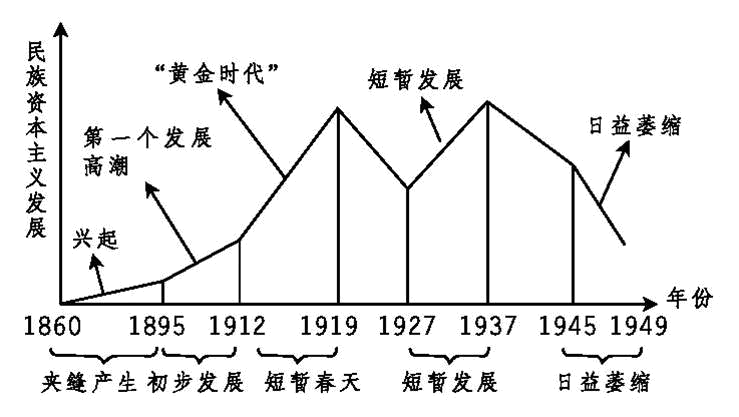 民族资本主义发展
“黄金时代”
短暂发展
第一个发展
高潮
日益萎缩
兴起
年份
1860 1895 1912 1919 1927 1937 1945 1949
夹缝产生 初步发展 短暂春天 短暂发展 日益萎缩